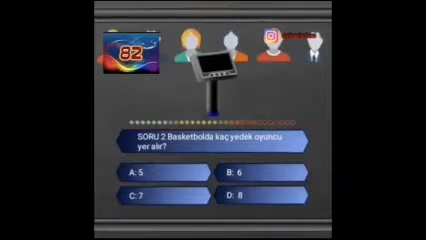 82
SORU 2 Basketbolda kaç yedek oyuncu
yer alır?
A: 5
B: 6
C: 7
D: 8